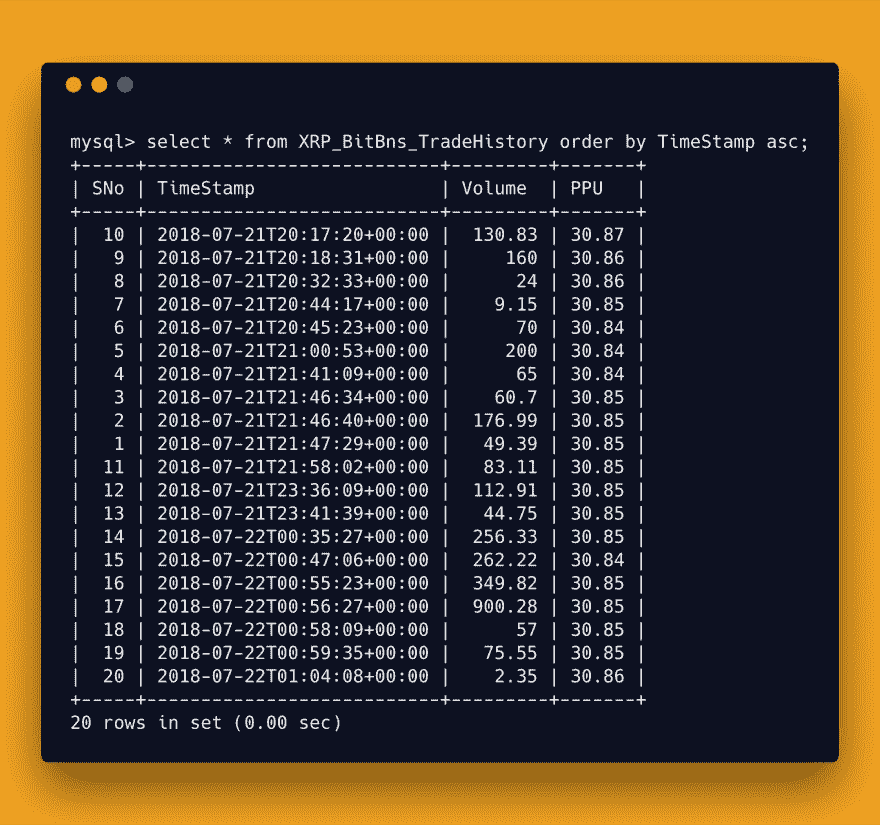 mysql> select * from XRP_BitBns_TradeHistory order by TimeStamp asc;
+-----+---------------------------+---------+-------+
| SNo | TimeStamp                 | Volume  | PPU   |
+-----+---------------------------+---------+-------+
|  10 | 2018-07-21T20:17:20+00:00 |  130.83 | 30.87 |
|   9 | 2018-07-21T20:18:31+00:00 |     160 | 30.86 |
|   8 | 2018-07-21T20:32:33+00:00 |      24 | 30.86 |
|   7 | 2018-07-21T20:44:17+00:00 |    9.15 | 30.85 |
|   6 | 2018-07-21T20:45:23+00:00 |      70 | 30.84 |
|   5 | 2018-07-21T21:00:53+00:00 |     200 | 30.84 |
|   4 | 2018-07-21T21:41:09+00:00 |      65 | 30.84 |
|   3 | 2018-07-21T21:46:34+00:00 |    60.7 | 30.85 |
|   2 | 2018-07-21T21:46:40+00:00 |  176.99 | 30.85 |
|   1 | 2018-07-21T21:47:29+00:00 |   49.39 | 30.85 |
|  11 | 2018-07-21T21:58:02+00:00 |   83.11 | 30.85 |
|  12 | 2018-07-21T23:36:09+00:00 |  112.91 | 30.85 |
|  13 | 2018-07-21T23:41:39+00:00 |   44.75 | 30.85 |
|  14 | 2018-07-22T00:35:27+00:00 |  256.33 | 30.85 |
|  15 | 2018-07-22T00:47:06+00:00 |  262.22 | 30.84 |
|  16 | 2018-07-22T00:55:23+00:00 |  349.82 | 30.85 |
|  17 | 2018-07-22T00:56:27+00:00 |  900.28 | 30.85 |
|  18 | 2018-07-22T00:58:09+00:00 |      57 | 30.85 |
|  19 | 2018-07-22T00:59:35+00:00 |   75.55 | 30.85 |
|  20 | 2018-07-22T01:04:08+00:00 |    2.35 | 30.86 |
+-----+---------------------------+---------+-------+
20 rows in set (0.00 sec)